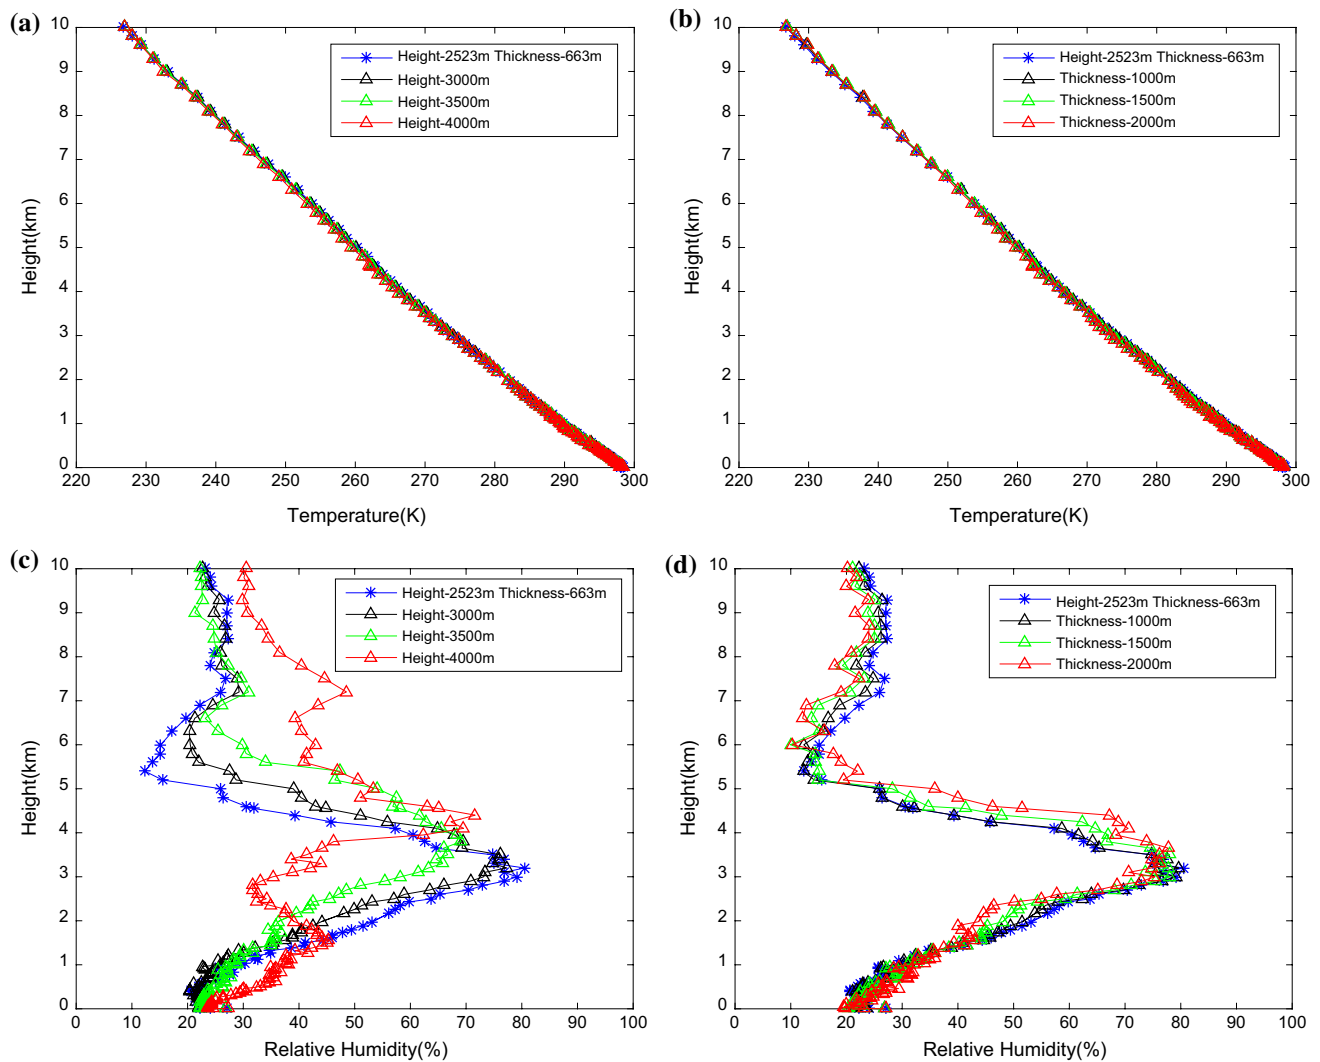 (a)
10
9
8
7
6
5
4
3
2
1
0
Height(km)
220 230 240 250 260 270 280 290 300
Temperature(K)
Height-2523m Thickness-663m
Height-3000m
Height-3500m
Height-4000m
(b)
10
9
8
7
6
5
4
3
2
1
0
Height(km)
220 230 240 250 260 270 280 290 300
Temperature(K)
Height-2523m Thickness-663m
Thickness-1000m
Thickness-1500m
Thickness-2000m
(c)
10
9
8
7
6
5
4
3
2
1
0
Height(km)
0 10 20 30 40 50 60 70 80 90 100
Relative Humidity(%)
Height-2523m Thickness-663m
Height-3000m
Height-3500m
Height-4000m
(d)
10
9
8
7
6
5
4
3
2
1
0
Height(km)
0 10 20 30 40 50 60 70 80 90 100
Relative Humidity(%)
Height-2523m Thickness-663m
Thickness-1000m
Thickness-1500m
Thickness-2000m